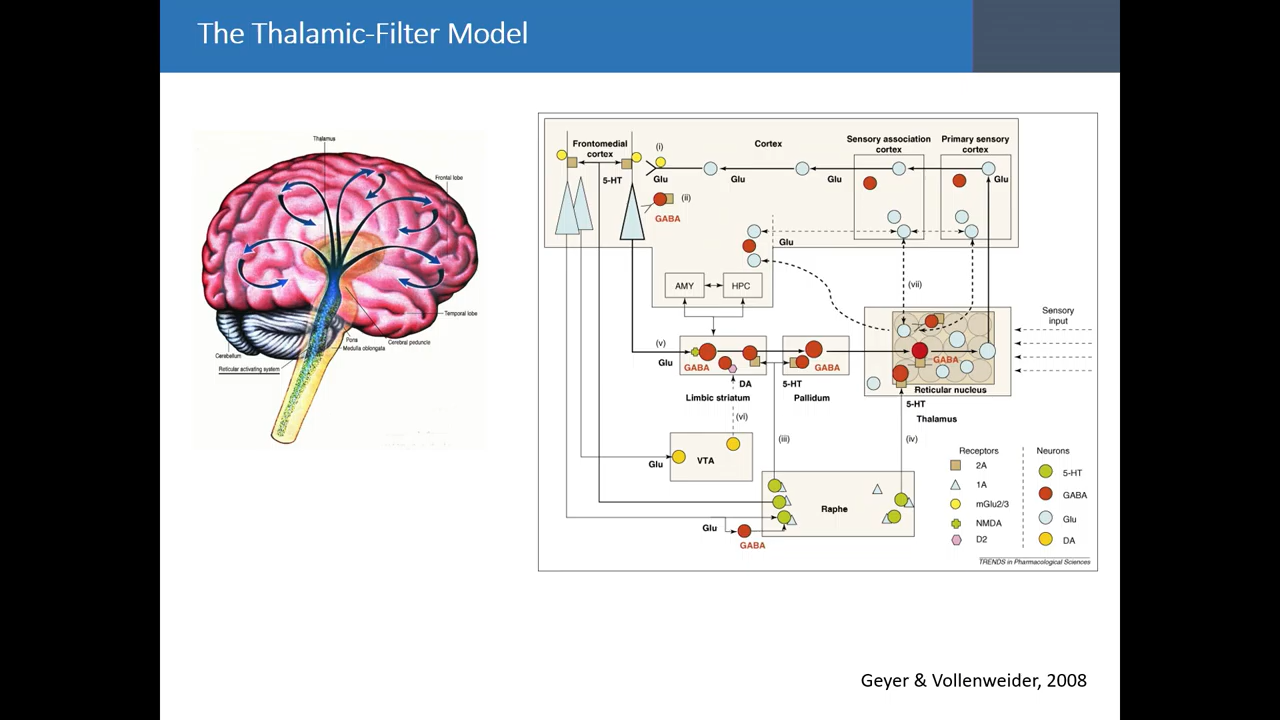 The Thalamic-Filter Model
Thalamus
Frontal lobe
Temporal lobe
Cerebral peduncle
Pons
Medulla oblongata
Cerebellum
Reticular activating system
Frontomedial
cortex
(i)
Cortex
Sensory association
cortex
Primary sensory
cortex
5-HT
Glu
Glu
Glu
Glu
(ii)
GABA
Glu
AMY
HPC
(vii)
Sensory
input
(v)
Glu
GABA
GABA
GABA
DA
5-HT
Reticular nucleus
Limbic striatum
Pallidum
5-HT
Thalamus
(vi)
(iii)
(iv)
Glu
VTA
Raphe
Glu
GABA
Receptors
2A
1A
mGlu2/3
NMDA
D2
Neurons
5-HT
GABA
Glu
DA
TRENDS in Pharmacological Sciences
Geyer & Vollenweider, 2008